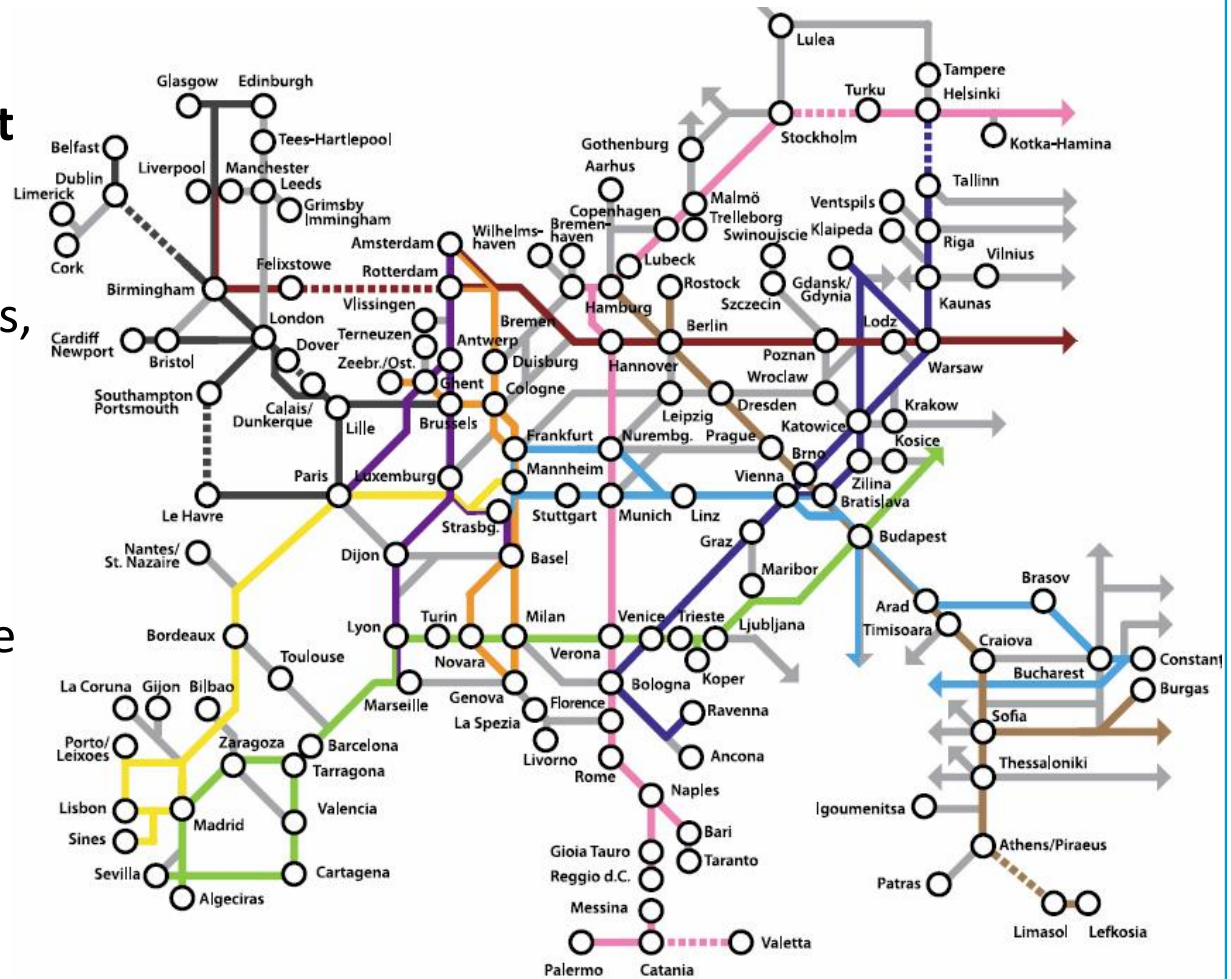 Lulea
Glasgow Edinburgh
Tampere
Turku Helsinki
t
Stockholm
Tees-Hartlepool
Kotka-Hamina
Belfast
Gothenburg
Liverpool Manchester
Aarhus
Dublin
Leeds
Tallinn
Limerick
Grimsby
Immingham
Malmö
Ventspils
Copenhagen
Trelleborg
Wilhelms-
haven
Bremen-
haven
Swinoujscie
Klaipeda
Riga
Amsterdam
Vilnius
Cork
Felixstowe
Rotterdam
Lubeck
Rostock
Gdansk/
Gdynia
Birmingham
Vlissingen
Hamburg
Szczecin
Kaunas
s,
London
Bremen
Lodz
Cardiff
Newport
Terneuzen
Berlin
Bristol
Dover
Antwerp
Poznan
Zeebr./Ost.
Duisburg
Hannover
Warsaw
Ghent
Cologne
Wroclaw
Southampton
Portsmouth
Calais/
Dunkerque
Leipzig
Dresden
Krakow
Lille
Brussels
Katowice
Frankfurt
Nurembg.
Prague
Kosice
Brno
Paris
Luxemburg
Mannheim
Vienna
Zilina
Bratislava
Le Havre
Stuttgart
Munich
Linz
Strasbg.
Graz
Budapest
Nantes/
St. Nazaire
Dijon
Basel
Maribor
Brasov
Arad
Turin
Milan
Venice
Trieste
Ljubljana
Timisoara
e
Bordeaux
Lyon
Craiova
Verona
Toulouse
Novara
Koper
Constant
La Coruna
Gijon
Bilbao
Marseille
Genova
Bologna
Bucharest
Burgas
La Spezia
Florence
Ravenna
Porto/
Leixoes
Zaragoza
Barcelona
Sofia
Tarragona
Livorno
Rome
Ancona
Thessaloniki
Lisbon
Madrid
Valencia
Naples
Igoumenitsa
Sines
Bari
Gioia Tauro
Taranto
Athens/Piraeus
Sevilla
Cartagena
Reggio d.C.
Patras
Algeciras
Messina
Limasol
Lefkosia
Valetta
Palermo
Catania